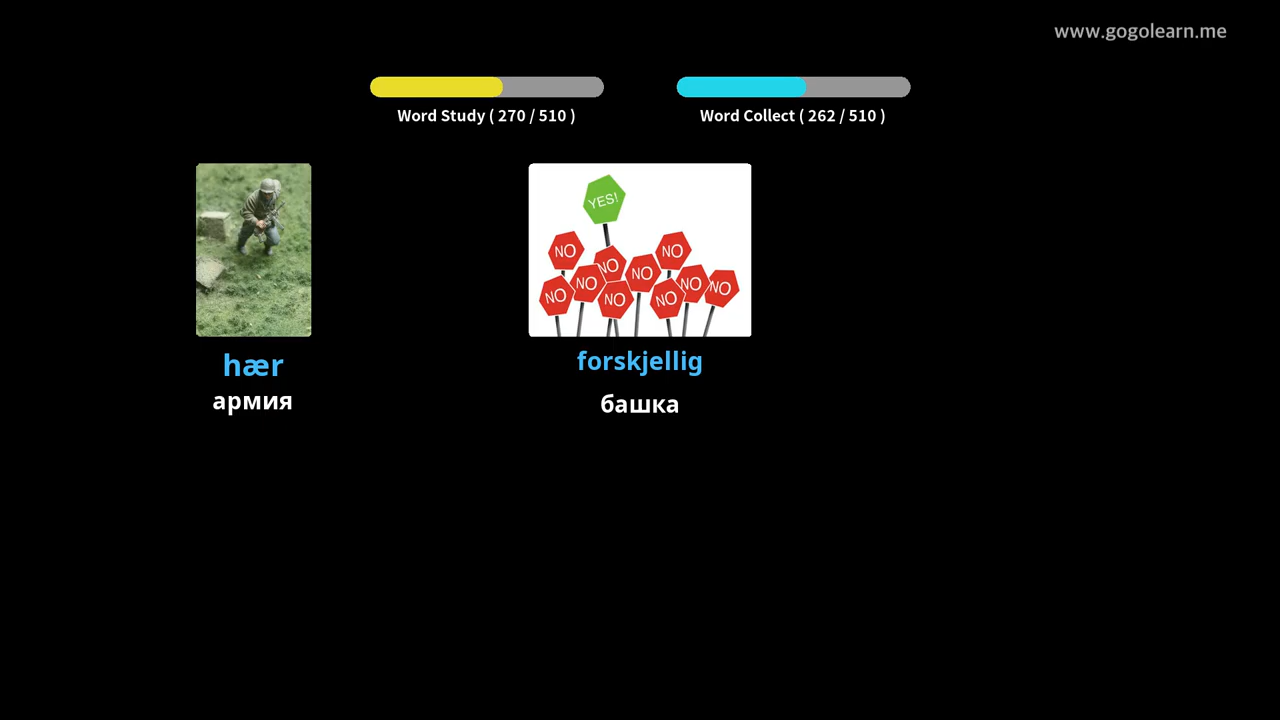 www.gogolearn.me
Word Study ( 270 / 510 )
Word Collect ( 262 / 510 )
YES!
NO
NO
NO
NO
NO
NO
NO
NO
NO
NO
NO
hær
армия
forskjellig
башка